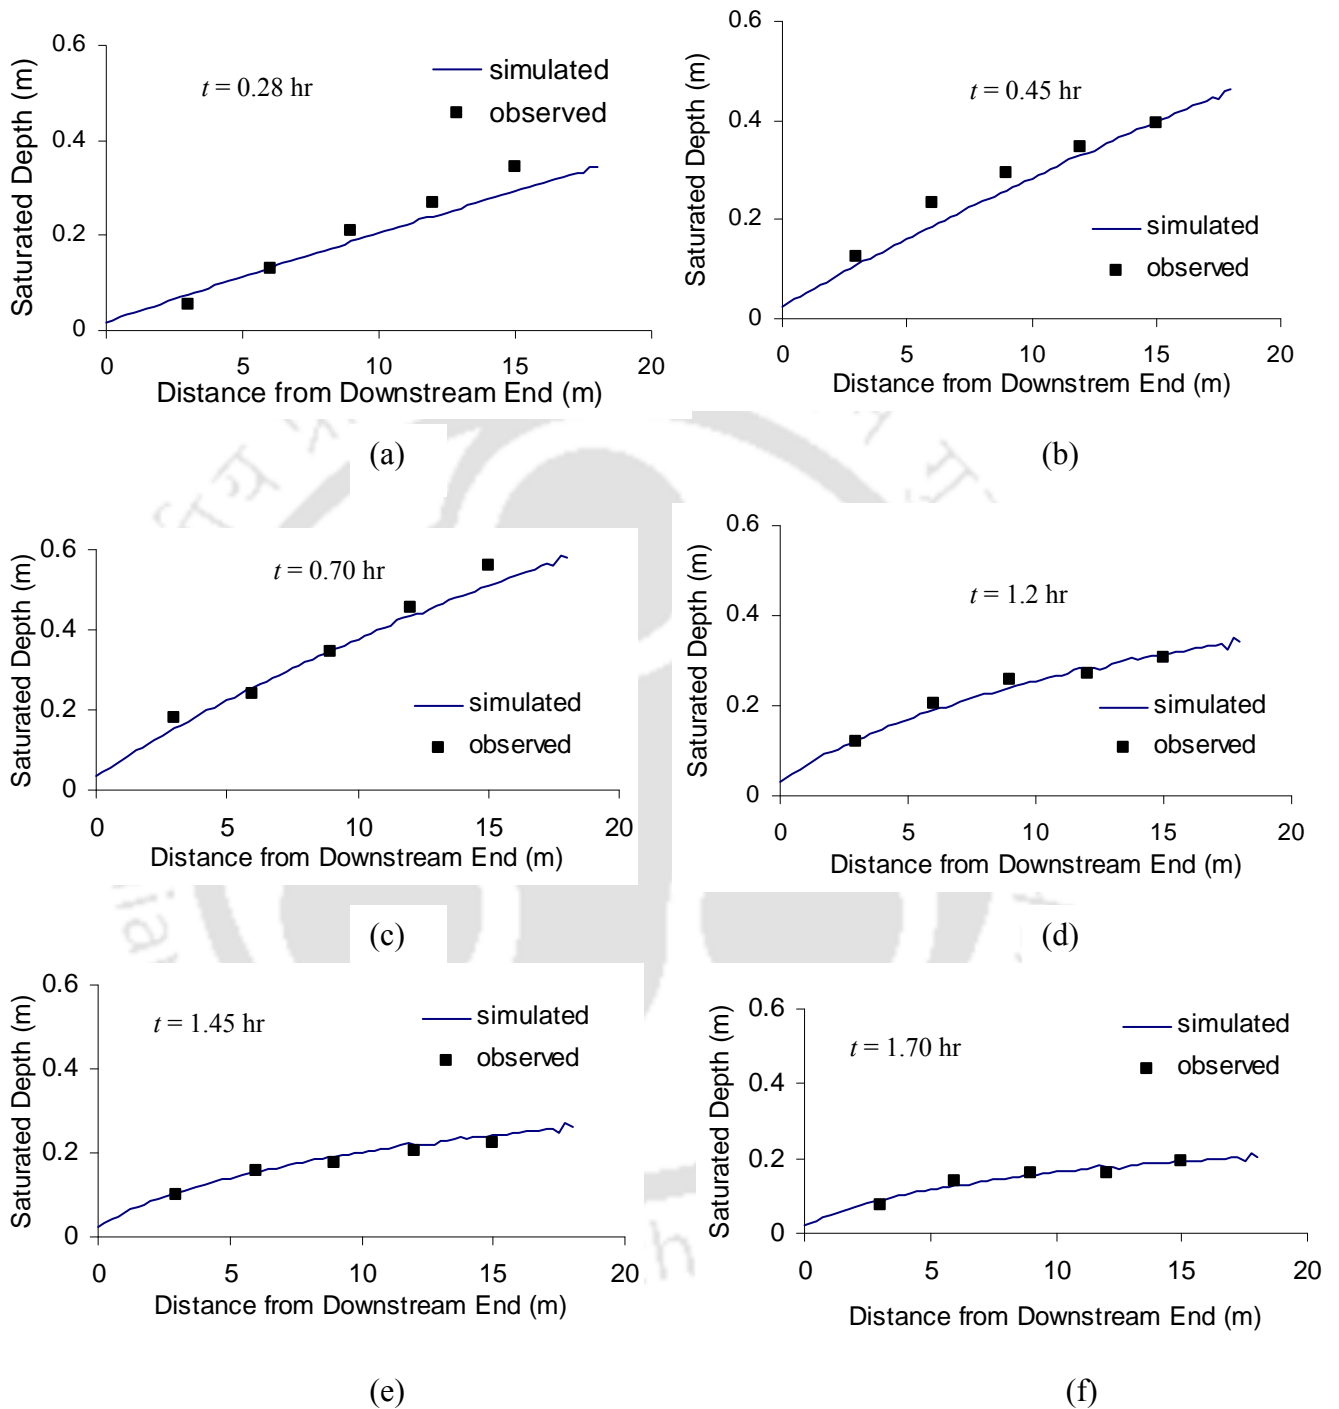 0.6
0.4
0.2
0
Saturated Depth (m)
t = 0.28 hr
simulated
observed
0 5 10 15 20
Distance from Downstream End (m)
(a)
0.6
0.4
0.2
0
Saturated Depth (m)
t = 0.45 hr
simulated
observed
0 5 10 15 20
Distance from Downstrem End (m)
(b)
0.6
0.4
0.2
0
Saturated Depth (m)
t = 0.70 hr
simulated
observed
0 5 10 15 20
Distance from Downstream End (m)
(c)
0.6
0.4
0.2
0
Saturated Depth (m)
t = 1.2 hr
simulated
observed
0 5 10 15 20
Distance from Downstream End (m)
(d)
0.6
0.4
0.2
0
Saturated Depth (m)
t = 1.45 hr
simulated
observed
0 5 10 15 20
Distance from Downstream End (m)
(e)
0.6
0.4
0.2
0
Saturated Depth (m)
t = 1.70 hr
simulated
observed
0 5 10 15 20
Distance from Downstream End (m)
(f)